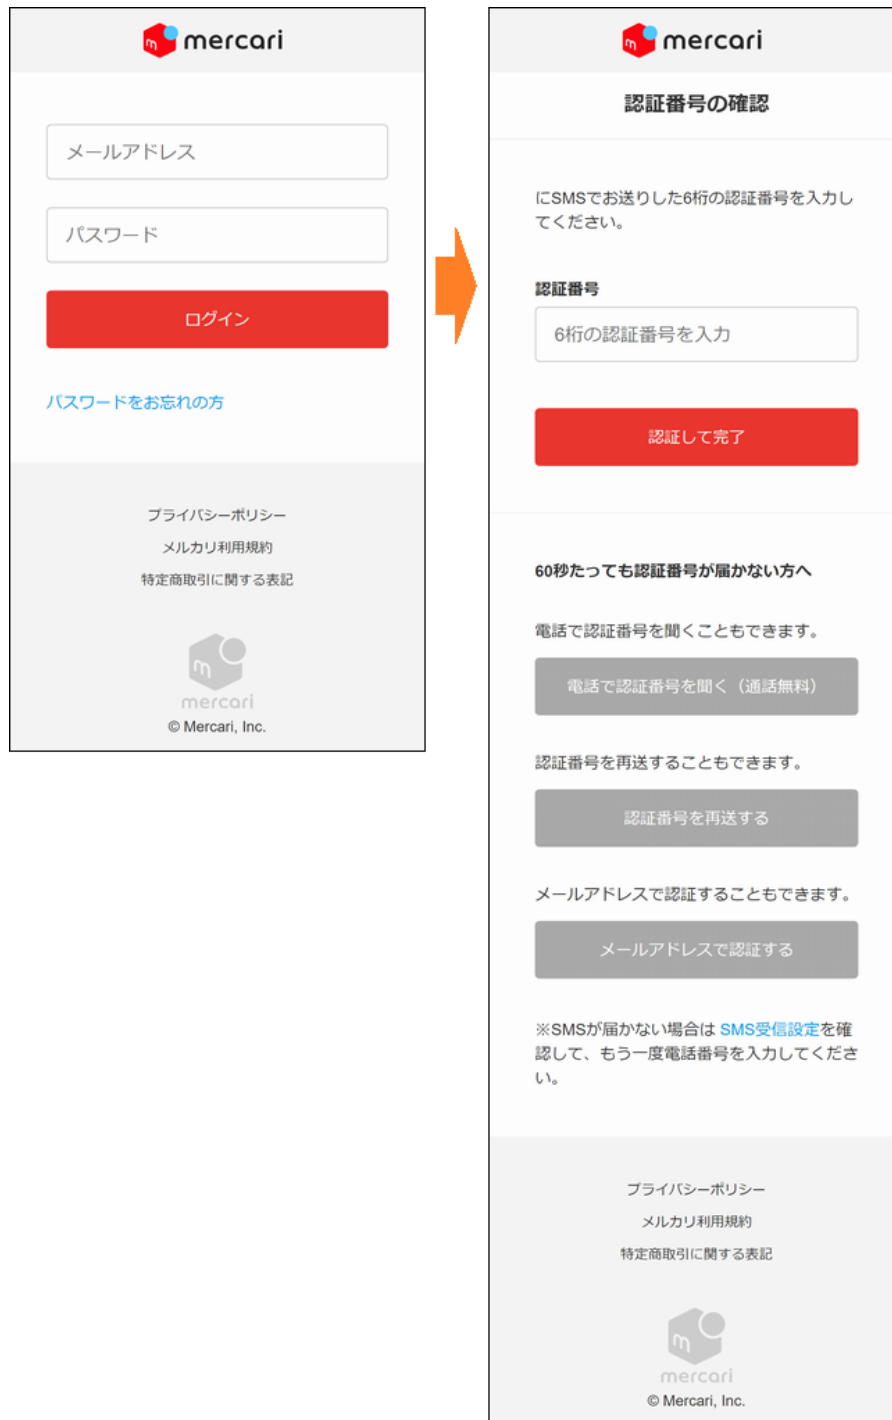 mercari
メールアドレス
パスワード
ログイン
パスワードをお忘れの方
プライバシーポリシー
メルカリ利用規約
特定商取引に関する表記
m
mercari
© Mercari, Inc.
mercari
認証番号の確認
にSMSでお送りした6桁の認証番号を入力し
てください。
認証番号
6桁の認証番号を入力
認証して完了
60秒たっても認証番号が届かない方へ
電話で認証番号を聞くこともできます。
電話で認証番号を聞く（通話無料）
認証番号を再送することもできます。
認証番号を再送する
メールアドレスで認証することもできます。
メールアドレスで認証する
※SMSが届かない場合は SMS受信設定を確
認して、もう一度電話番号を入力してくださ
い。
プライバシーポリシー
メルカリ利用規約
特定商取引に関する表記
m
mercari
© Mercari, Inc.